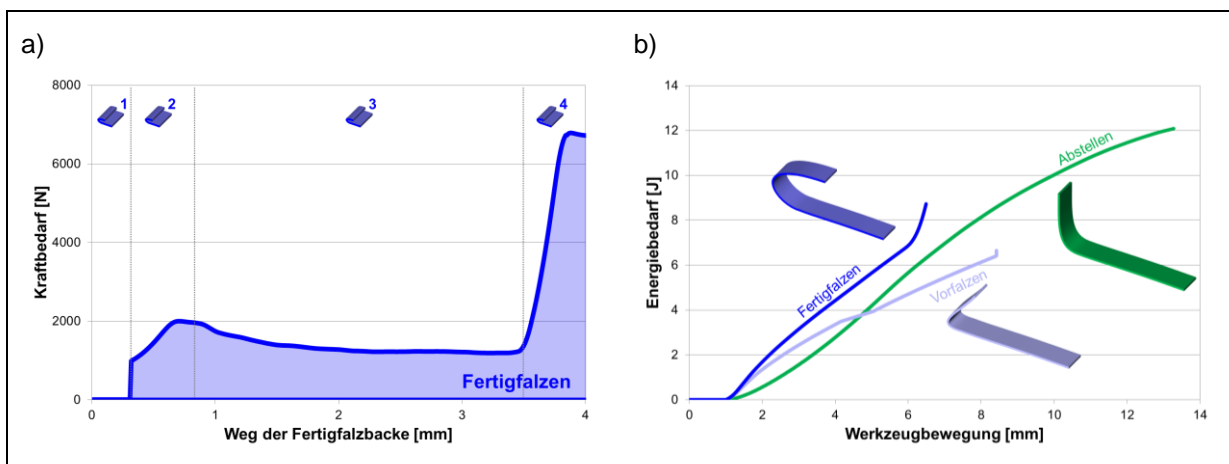 a)
8000
6000
4000
2000
0
Kraftbedarf [N]
1
2
3
4
Fertigfalzen
0 1 2 3 4
Weg der Fertigfalzbacke [mm]
b)
14
12
10
8
6
4
2
0
Energiebedarf [J]
Abstellen
Fertigfalzen
Vorfalzen
0 2 4 6 8 10 12 14
Werkzeugbewegung [mm]